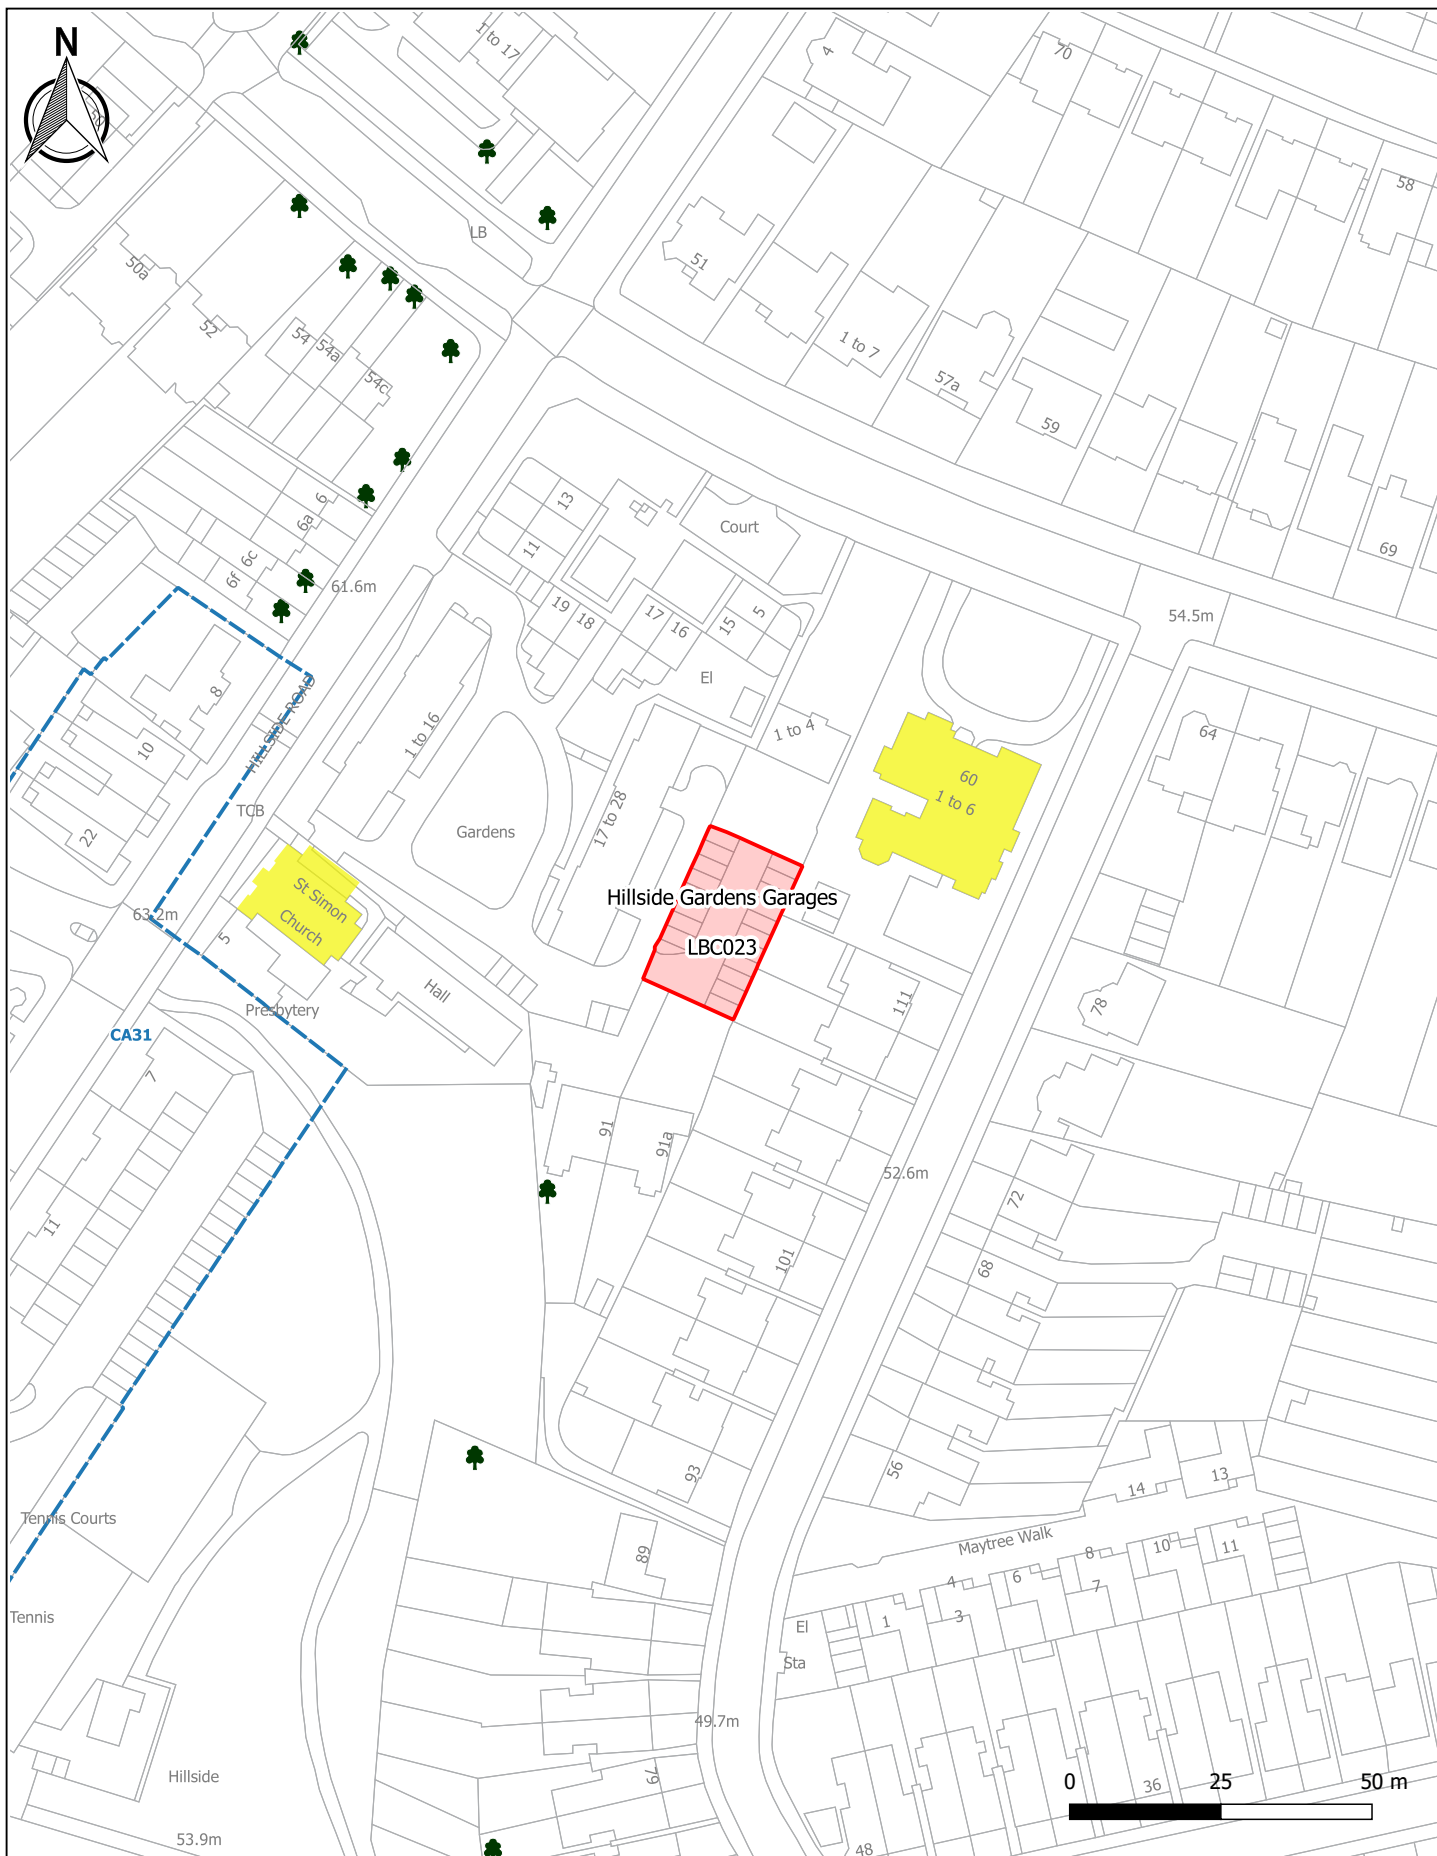 N
1 to 17
4
70
50
58
LB
50a
51
52
54
54a
54c
1 to 7
57a
59
6
6a
6c
6f
13
11
Court
69
61.6m
19
18
17
16
15
5
54.5m
El
8
HILLSIDE ROAD
10
1 to 16
1 to 4
64
60
1 to 6
TCB
22
Gardens
17 to 28
St Simon
Church
Hillside Gardens Garages
LBC023
63.2m
5
Hall
111
78
Presbytery
CA31
7
91
91a
52.6m
72
11
101
68
93
56
14
13
Tennis Courts
Maytree Walk
89
8
10
11
4
6
7
Tennis
1
3
El
Sta
49.7m
Hillside
79
36
0 25 50 m
53.9m
48